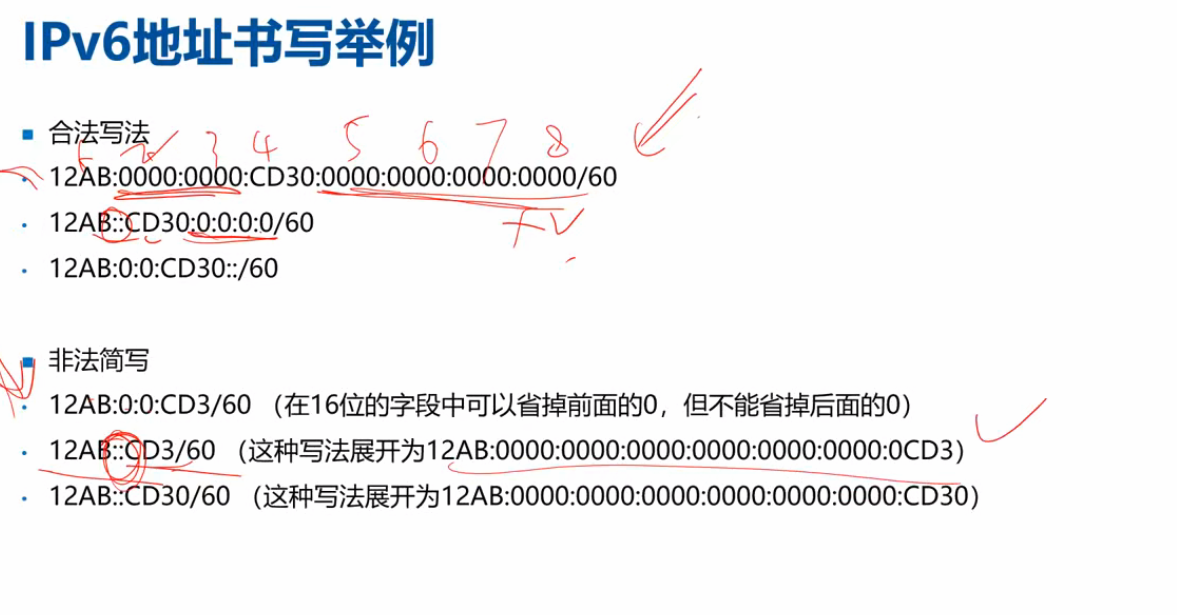 IPv6地址书写举例
合法写法
1 2 3 4 5 6 7 8
12AB:0000:0000:CD30:0000:0000:0000:0000/60
12AB::CD30:0:0:0:0/60
12AB:0:0:CD30::/60
非法简写
12AB:0:0:CD3/60 （在16位的字段中可以省掉前面的0，但不能省掉后面的0）
12AB::CD3/60 （这种写法展开为12AB:0000:0000:0000:0000:0000:0000:0CD3）
12AB::CD30/60 （这种写法展开为12AB:0000:0000:0000:0000:0000:0000:CD30）